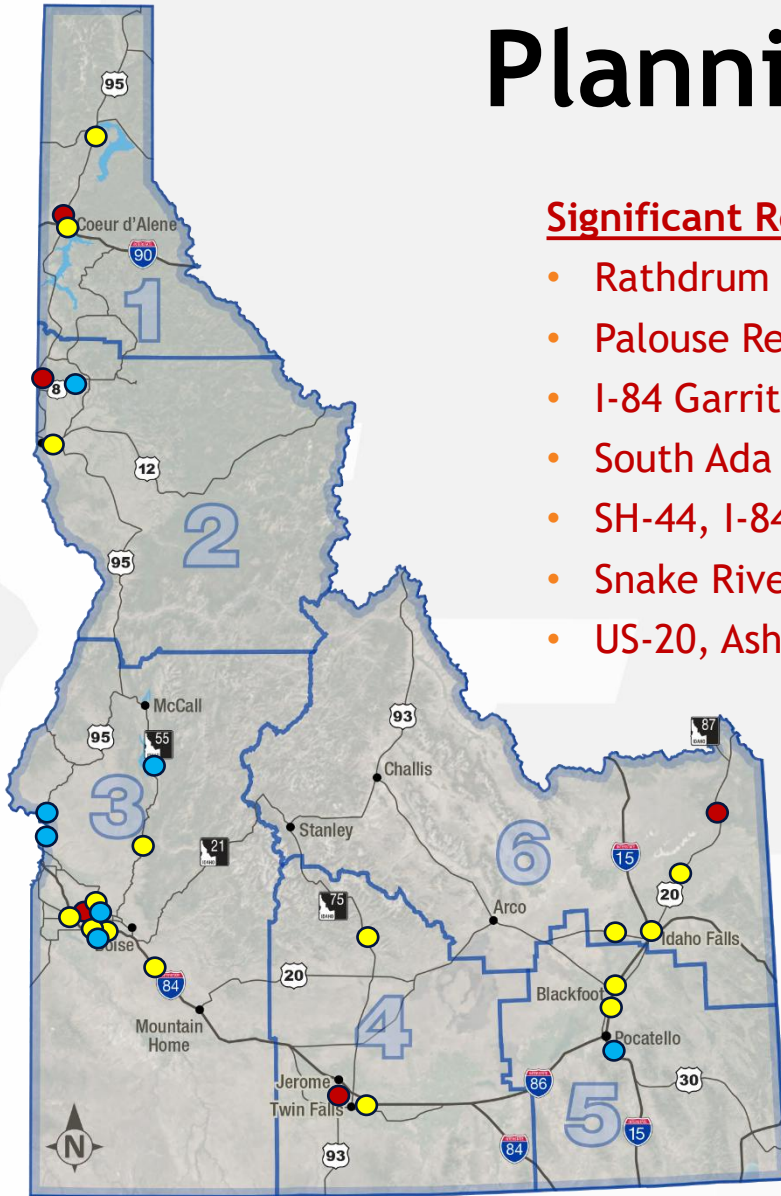 Planni
Significant Re
• Rathdrum
• Palouse Re
• I-84 Garrit
• South Ada
• SH-44, I-84
• Snake Rive
• US-20, Ash
95
Coeur d'Alene
90
1
8
12
2
95
McCall
95
55
3
21
Stanley
Challis
93
87
6
15
20
Arco
Idaho Falls
75
Boise
84
20
Mountain
Home
4
Blackfoot
Pocatello
86
30
5
Jerome
Twin Falls
93
84
15
N